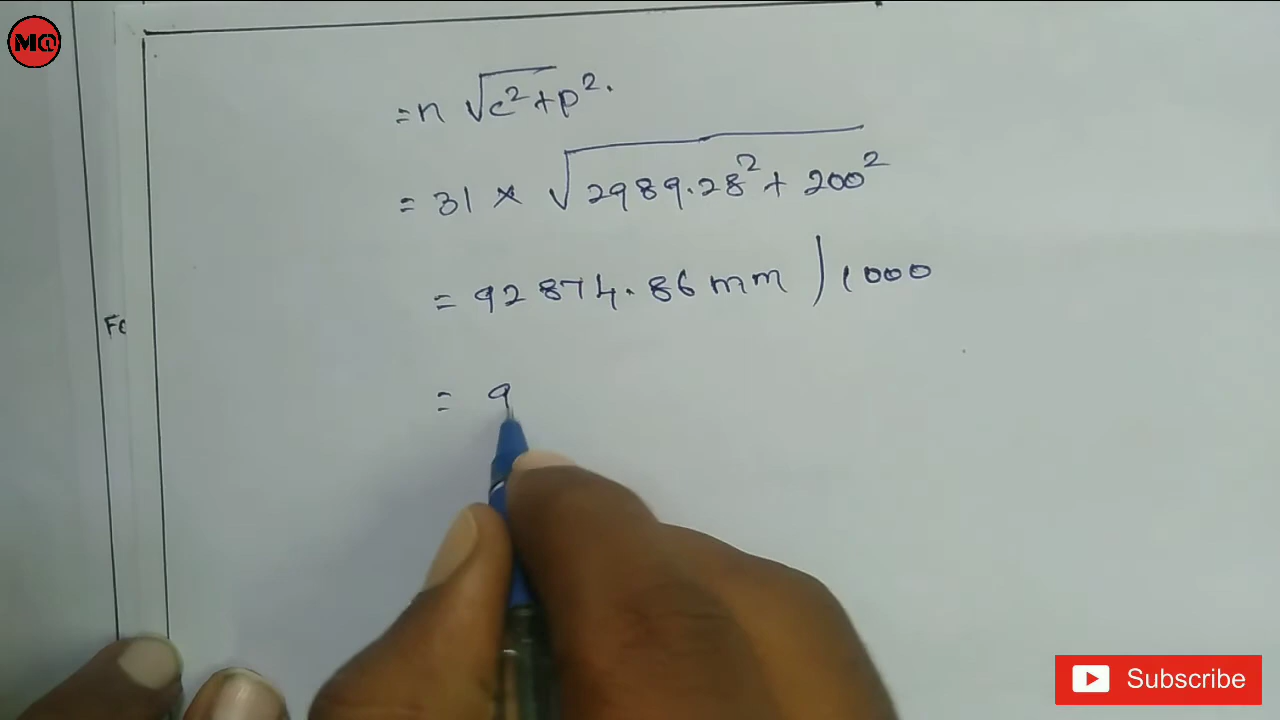 M@
= n √c²+p².
= 31 × √2989.28² + 200²
= 92874.86 mm / 1000
Fc
= 9
Subscribe